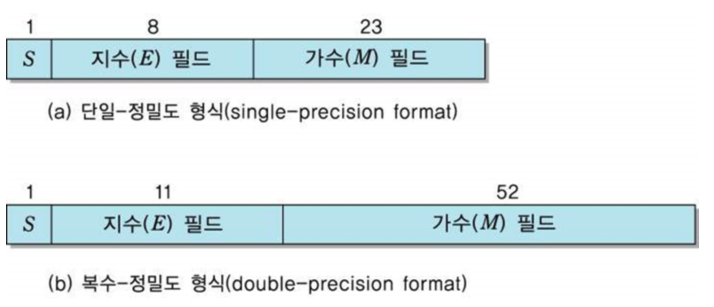 1 8 23
S 지수(E) 필드 가수(M) 필드
(a) 단일-정밀도 형식(single-precision format)
1 11 52
S 지수(E) 필드 가수(M) 필드
(b) 복수-정밀도 형식(double-precision format)